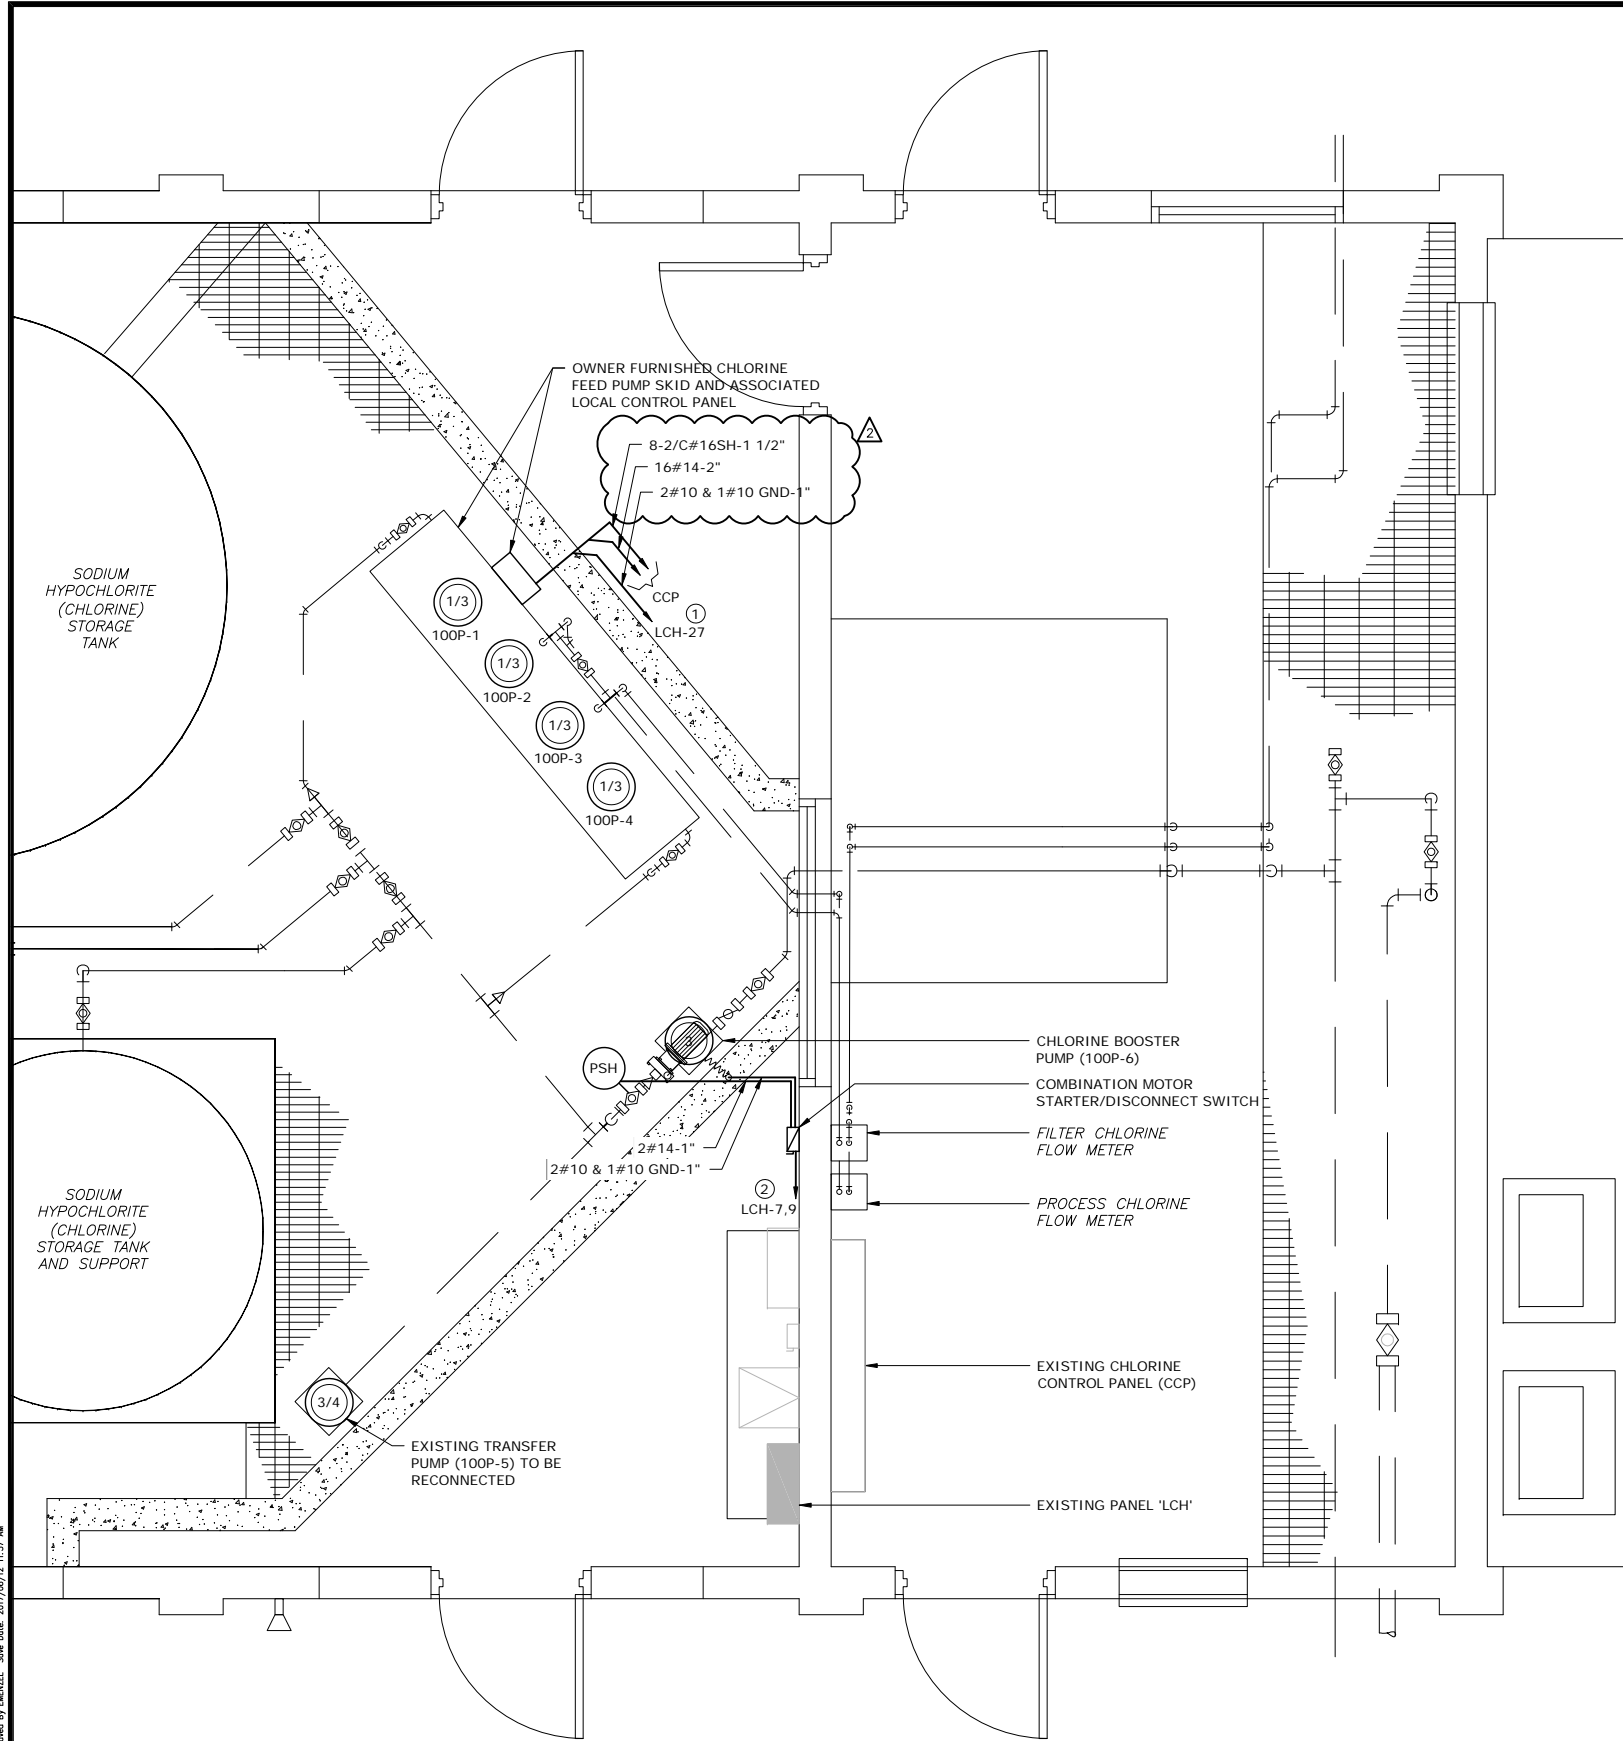 OWNER FURNISHED CHLORINE
FEED PUMP SKID AND ASSOCIATED
LOCAL CONTROL PANEL
2
8-2/C#16SH-1 1/2"
16#14-2"
2#10 & 1#10 GND-1"
SODIUM
HYPOCHLORITE
(CHLORINE)
STORAGE
TANK
CCP
1
LCH-27
1/3
100P-1
1/3
100P-2
1/3
100P-3
1/3
100P-4
3
PSH
CHLORINE BOOSTER
PUMP (100P-6)
COMBINATION MOTOR
STARTER/DISCONNECT SWITCH
FILTER CHLORINE
FLOW METER
2#14-1"
2#10 & 1#10 GND-1"
2
LCH-7,9
PROCESS CHLORINE
FLOW METER
SODIUM
HYPOCHLORITE
(CHLORINE)
STORAGE TANK
AND SUPPORT
EXISTING CHLORINE
CONTROL PANEL (CCP)
3/4
EXISTING TRANSFER
PUMP (100P-5) TO BE
RECONNECTED
EXISTING PANEL 'LCH'